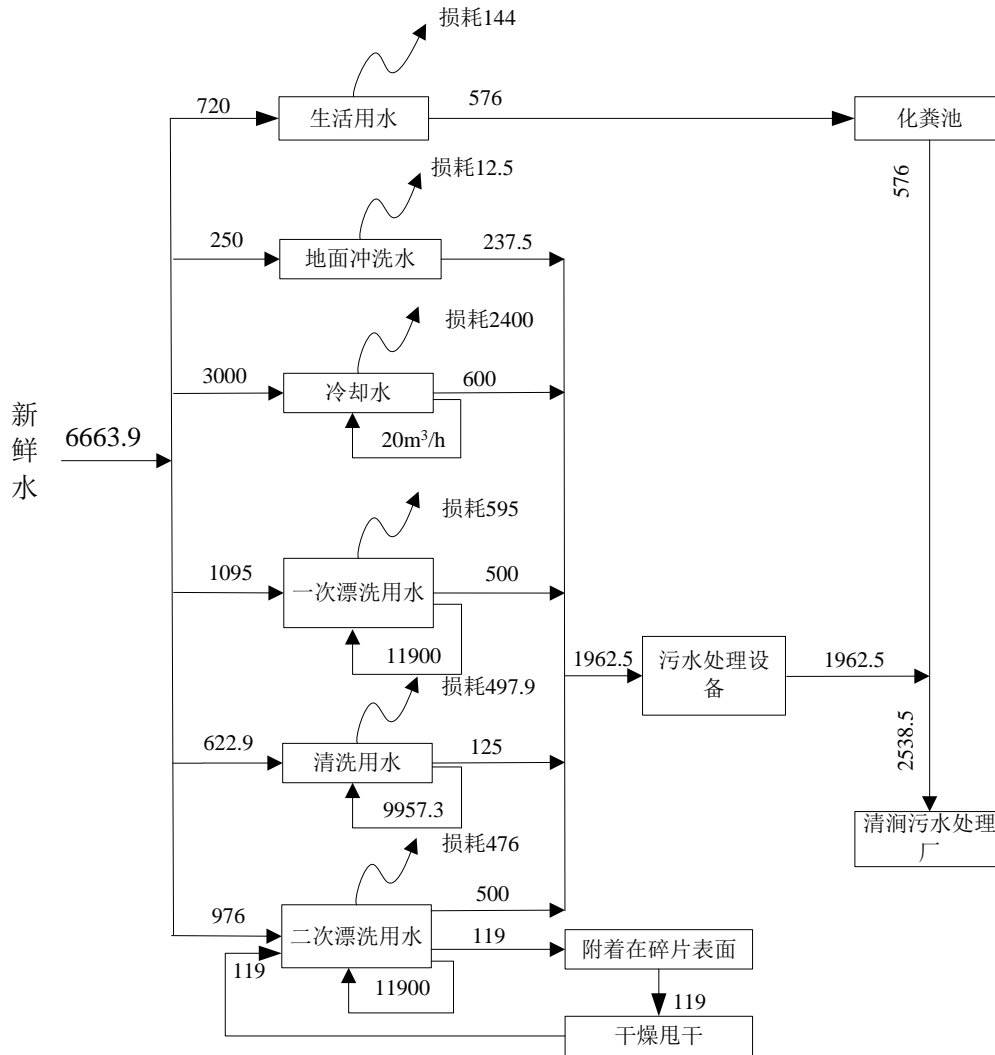 损耗144
720
生活用水
576
化粪池
576
损耗12.5
250
地面冲洗水
237.5
损耗2400
3000
冷却水
600
20m³/h
新
鲜
水
6663.9
损耗595
1095
一次漂洗用水
500
11900
1962.5
污水处理设
备
1962.5
损耗497.9
622.9
清洗用水
125
9957.3
2538.5
清涧污水处理
厂
损耗476
976
二次漂洗用水
500
119
附着在碎片表面
119
11900
119
干燥甩干